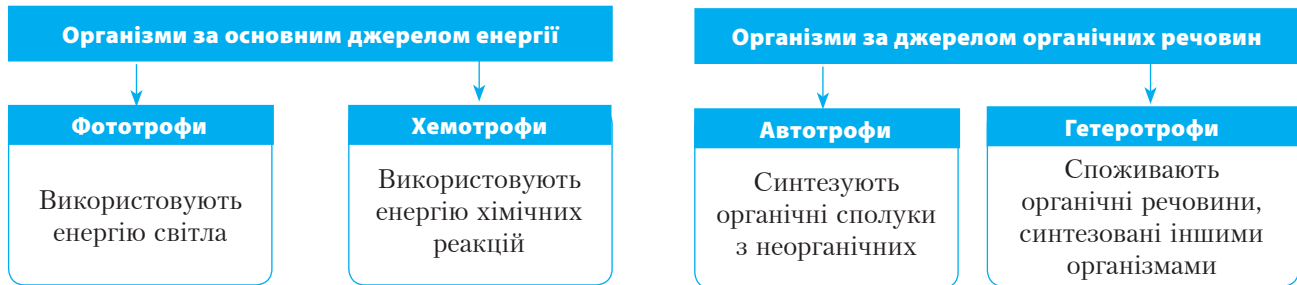 Організми за основним джерелом енергії
Фототрофи
Використовують
енергію світла
Хемотрофи
Використовують
енергію хімічних
реакцій
Організми за джерелом органічних речовин
Автотрофи
Синтезують
органічні сполуки
з неорганічних
Гетеротрофи
Споживають
органічні речовини,
синтезовані іншими
організмами